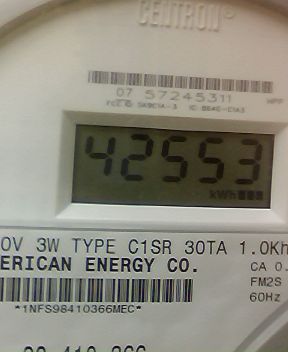 CENTRON®
07 57245311
42553
kWh
0V 3W TYPE C1SR 30TA 1.0Kh
ERICAN ENERGY CO.
CA 0.
FM2S
60Hz
*1NFS98410366MEC*